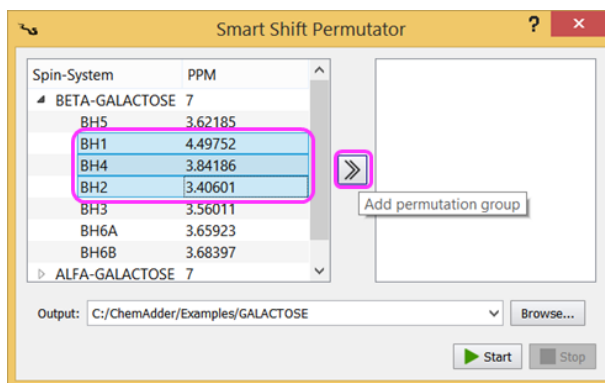 Smart Shift Permutator ?
Spin-System PPM
BETA-GALACTOSE 7
BH5 3.62185
BH1 4.49752
BH4 3.84186
BH2 3.40601
BH3 3.56011
BH6A 3.65923
BH6B 3.68397
ALFA-GALACTOSE 7
Add permutation group
Output: C:/ChemAdder/Examples/GALACTOSE Browse...
Start Stop